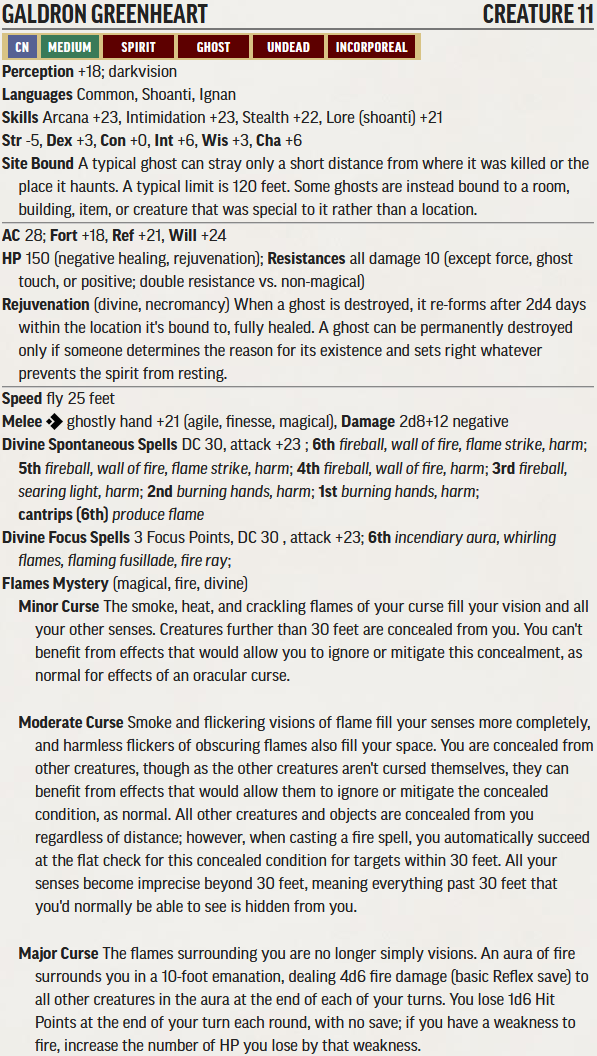 GALDRON GREENHEART CREATURE 11
CN MEDIUM SPIRIT GHOST UNDEAD INCORPOREAL
Perception +18; darkvision
Languages Common, Shoanti, Ignan
Skills Arcana +23, Intimidation +23, Stealth +22, Lore (shoanti) +21
Str -5, Dex +3, Con +0, Int +6, Wis +3, Cha +6
Site Bound A typical ghost can stray only a short distance from where it was killed or the
place it haunts. A typical limit is 120 feet. Some ghosts are instead bound to a room,
building, item, or creature that was special to it rather than a location.
AC 28; Fort +18, Ref +21, Will +24
HP 150 (negative healing, rejuvenation); Resistances all damage 10 (except force, ghost
touch, or positive; double resistance vs. non-magical)
Rejuvenation (divine, necromancy) When a ghost is destroyed, it re-forms after 2d4 days
within the location it's bound to, fully healed. A ghost can be permanently destroyed
only if someone determines the reason for its existence and sets right whatever
prevents the spirit from resting.
Speed fly 25 feet
Melee ghostly hand +21 (agile, finesse, magical), Damage 2d8+12 negative
Divine Spontaneous Spells DC 30, attack +23 ; 6th fireball, wall of fire, flame strike, harm;
5th fireball, wall of fire, flame strike, harm; 4th fireball, wall of fire, harm; 3rd fireball,
searing light, harm; 2nd burning hands, harm; 1st burning hands, harm;
cantrips (6th) produce flame
Divine Focus Spells 3 Focus Points, DC 30 , attack +23; 6th incendiary aura, whirling
flames, flaming fusillade, fire ray;
Flames Mystery (magical, fire, divine)
Minor Curse The smoke, heat, and crackling flames of your curse fill your vision and all
your other senses. Creatures further than 30 feet are concealed from you. You can't
benefit from effects that would allow you to ignore or mitigate this concealment, as
normal for effects of an oracular curse.
Moderate Curse Smoke and flickering visions of flame fill your senses more completely,
and harmless flickers of obscuring flames also fill your space. You are concealed from
other creatures, though as the other creatures aren't cursed themselves, they can
benefit from effects that would allow them to ignore or mitigate the concealed
condition, as normal. All other creatures and objects are concealed from you
regardless of distance; however, when casting a fire spell, you automatically succeed
at the flat check for this concealed condition for targets within 30 feet. All your
senses become imprecise beyond 30 feet, meaning everything past 30 feet that
you'd normally be able to see is hidden from you.
Major Curse The flames surrounding you are no longer simply visions. An aura of fire
surrounds you in a 10-foot emanation, dealing 4d6 fire damage (basic Reflex save) to
all other creatures in the aura at the end of each of your turns. You lose 1d6 Hit
Points at the end of your turn each round, with no save; if you have a weakness to
fire, increase the number of HP you lose by that weakness.